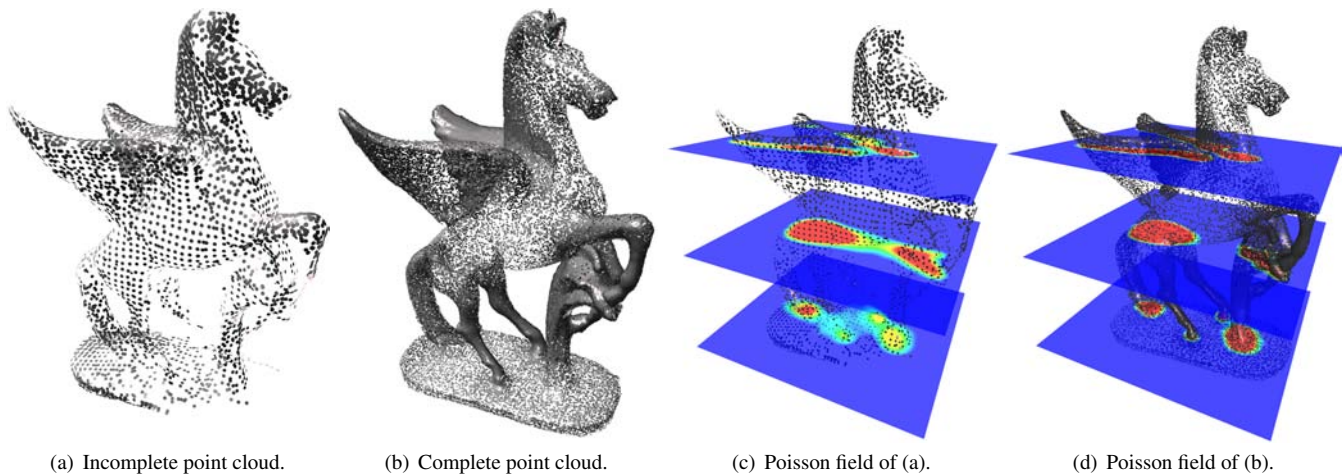 (a) Incomplete point cloud.
(b) Complete point cloud.
(c) Poisson field of (a).
(d) Poisson field of (b).